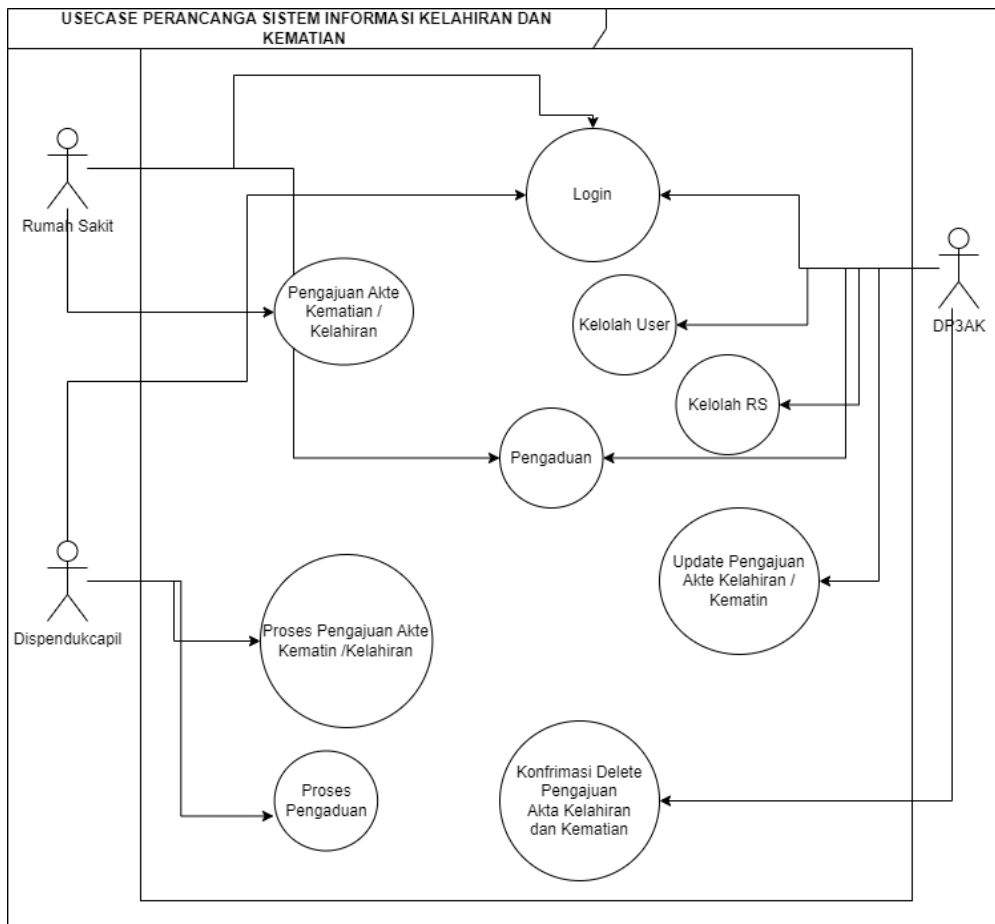 USECASE PERANCANGA SISTEM INFORMASI KELAHIRAN DAN
KEMATIAN
Login
Rumah Sakit
Pengajuan Akte
Kematian /
Kelahiran
Kelolah User
DP3AK
Kelolah RS
Pengaduan
Update Pengajuan
Akte Kelahiran /
Kematin
Dispendukcapil
Proses Pengajuan Akte
Kematin /Kelahiran
Proses
Pengaduan
Konfrimasi Delete
Pengajuan
Akta Kelahiran
dan Kematian